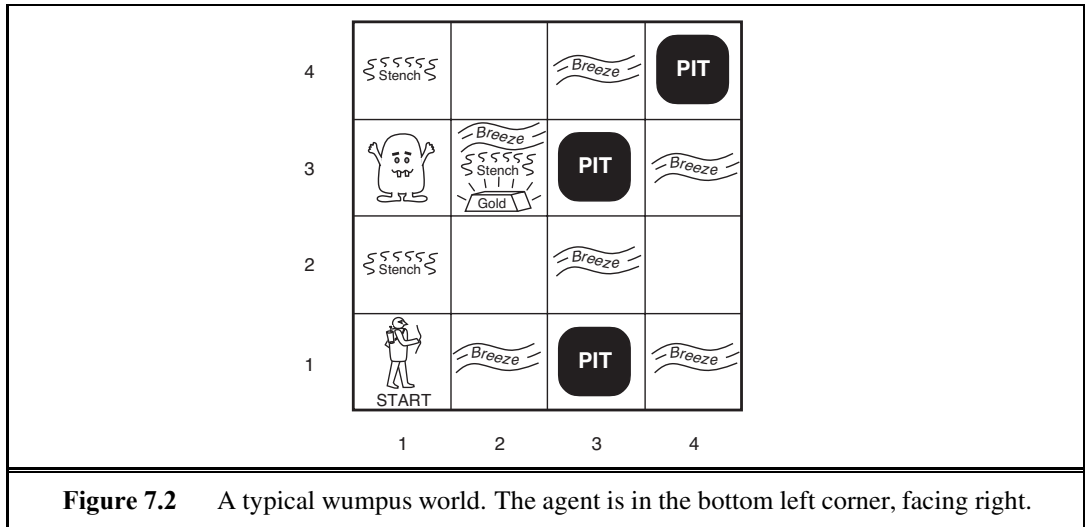 4 Stench Breeze PIT
3 Breeze Stench Gold PIT Breeze
2 Stench Breeze
1 START Breeze PIT Breeze
1 2 3 4
Figure 7.2 A typical wumpus world. The agent is in the bottom left corner, facing right.